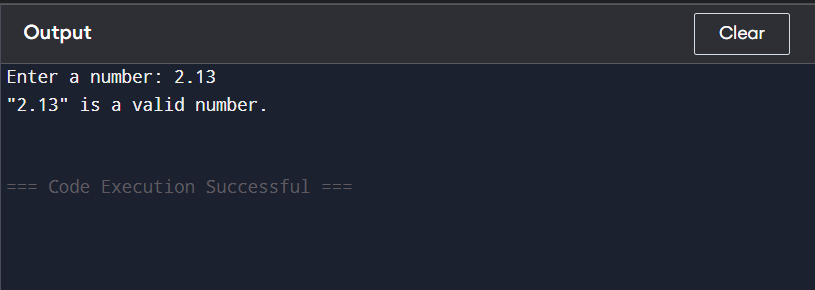 Output
Clear
Enter a number: 2.13
"2.13" is a valid number.
=== Code Execution Successful ===